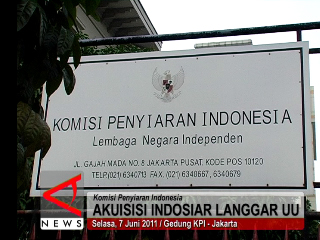 KOMISI PENYIARAN INDONESIA
Lembaga Negara Independen
JL. GAJAH MADA NO. 8 JAKARTA PUSAT. KODE POS 10120
TELP.(021) 6340713 FAX. (021) 6340667, 6340679
Komisi Penyiaran Indonesia
AKUISISI INDOSIAR LANGGAR UU
NEWS
Selasa, 7 Juni 2011 / Gedung KPI - Jakarta